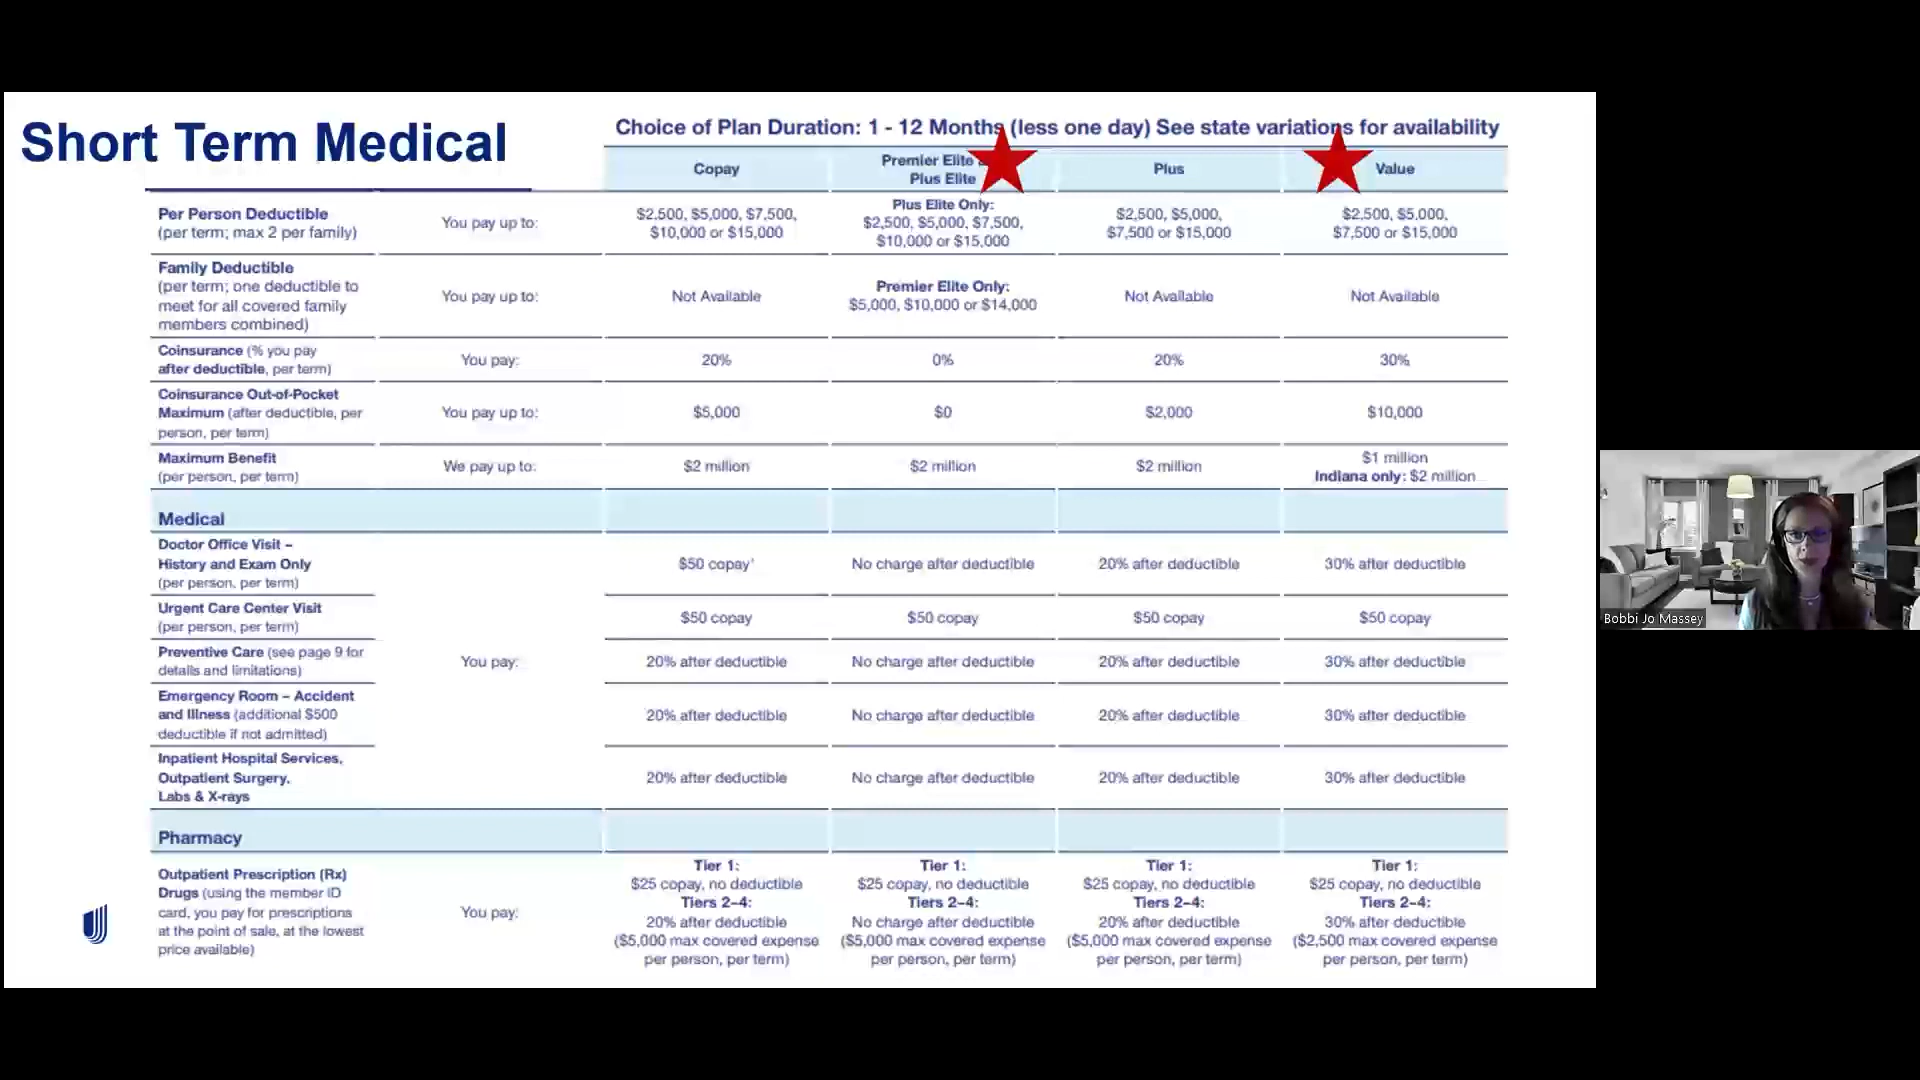 Short Term Medical
Choice of Plan Duration: 1 - 12 Months (less one day) See state variations for availability
Copay
Premier Elite
Plus Elite
Plus
Value
Per Person Deductible
(per term; max 2 per family)
You pay up to:
$2,500, $5,000, $7,500,
$10,000 or $15,000
Plus Elite Only:
$2,500, $5,000, $7,500,
$10,000 or $15,000
$2,500, $5,000,
$7,500 or $15,000
$2,500, $5,000,
$7,500 or $15,000
Family Deductible
(per term; one deductible to
meet for all covered family
members combined)
You pay up to:
Not Available
Premier Elite Only:
$5,000, $10,000 or $14,000
Not Available
Not Available
Coinsurance (% you pay
after deductible, per term)
You pay:
20%
0%
20%
30%
Coinsurance Out-of-Pocket
Maximum (after deductible, per
person, per term)
You pay up to:
$5,000
$0
$2,000
$10,000
Maximum Benefit
(per person, per term)
We pay up to:
$2 million
$2 million
$2 million
$1 million
Indiana only: $2 million
Medical
Doctor Office Visit –
History and Exam Only
(per person, per term)
$50 copay¹
No charge after deductible
20% after deductible
30% after deductible
Urgent Care Center Visit
(per person, per term)
$50 copay
$50 copay
$50 copay
$50 copay
Preventive Care (see page 9 for
details and limitations)
You pay:
20% after deductible
No charge after deductible
20% after deductible
30% after deductible
Emergency Room – Accident
and Illness (additional $500
deductible if not admitted)
20% after deductible
No charge after deductible
20% after deductible
30% after deductible
Inpatient Hospital Services,
Outpatient Surgery,
Labs & X-rays
20% after deductible
No charge after deductible
20% after deductible
30% after deductible
Pharmacy
Outpatient Prescription (Rx)
Drugs (using the member ID
card, you pay for prescriptions
at the point of sale, at the lowest
price available)
You pay:
Tier 1:
$25 copay, no deductible
Tiers 2–4:
20% after deductible
($5,000 max covered expense
per person, per term)
Tier 1:
$25 copay, no deductible
Tiers 2–4:
No charge after deductible
($5,000 max covered expense
per person, per term)
Tier 1:
$25 copay, no deductible
Tiers 2–4:
20% after deductible
($5,000 max covered expense
per person, per term)
Tier 1:
$25 copay, no deductible
Tiers 2–4:
30% after deductible
($2,500 max covered expense
per person, per term)
Bobbi Jo Massey